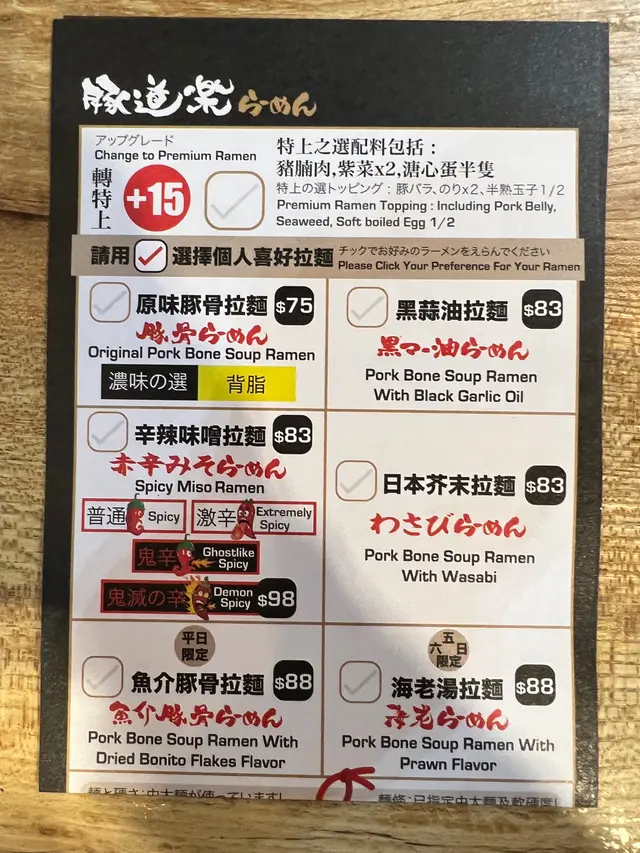 豚道楽らーめん
アップグレード
Change to Premium Ramen
轉特上
+15
特上之選配料包括：
豬腩肉,紫菜x2,溏心蛋半隻
特上の選トッピング：豚バラ、のりx2、半熟玉子1/2
Premium Ramen Topping : Including Pork Belly,
Seaweed, Soft boiled Egg 1/2
請用 選擇個人喜好拉麵
チックでお好みのラーメンをえらんでください
Please Click Your Preference For Your Ramen
原味豚骨拉麵 $75
豚骨らーめん
Original Pork Bone Soup Ramen
濃味の選 背脂
黑蒜油拉麵 $83
黒マー油らーめん
Pork Bone Soup Ramen
With Black Garlic Oil
辛辣味噌拉麵 $83
赤辛みそらーめん
Spicy Miso Ramen
普通 Spicy
激辛 Extremely
Spicy
鬼辛 Ghostlike
Spicy
鬼滅の辛 Demon
Spicy $98
日本芥末拉麵 $83
わさびらーめん
Pork Bone Soup Ramen
With Wasabi
平日
限定
魚介豚骨拉麵 $88
魚介豚骨らーめん
Pork Bone Soup Ramen With
Dried Bonito Flakes Flavor
五
六 日
限定
海老湯拉麵 $88
海老らーめん
Pork Bone Soup Ramen With
Prawn Flavor